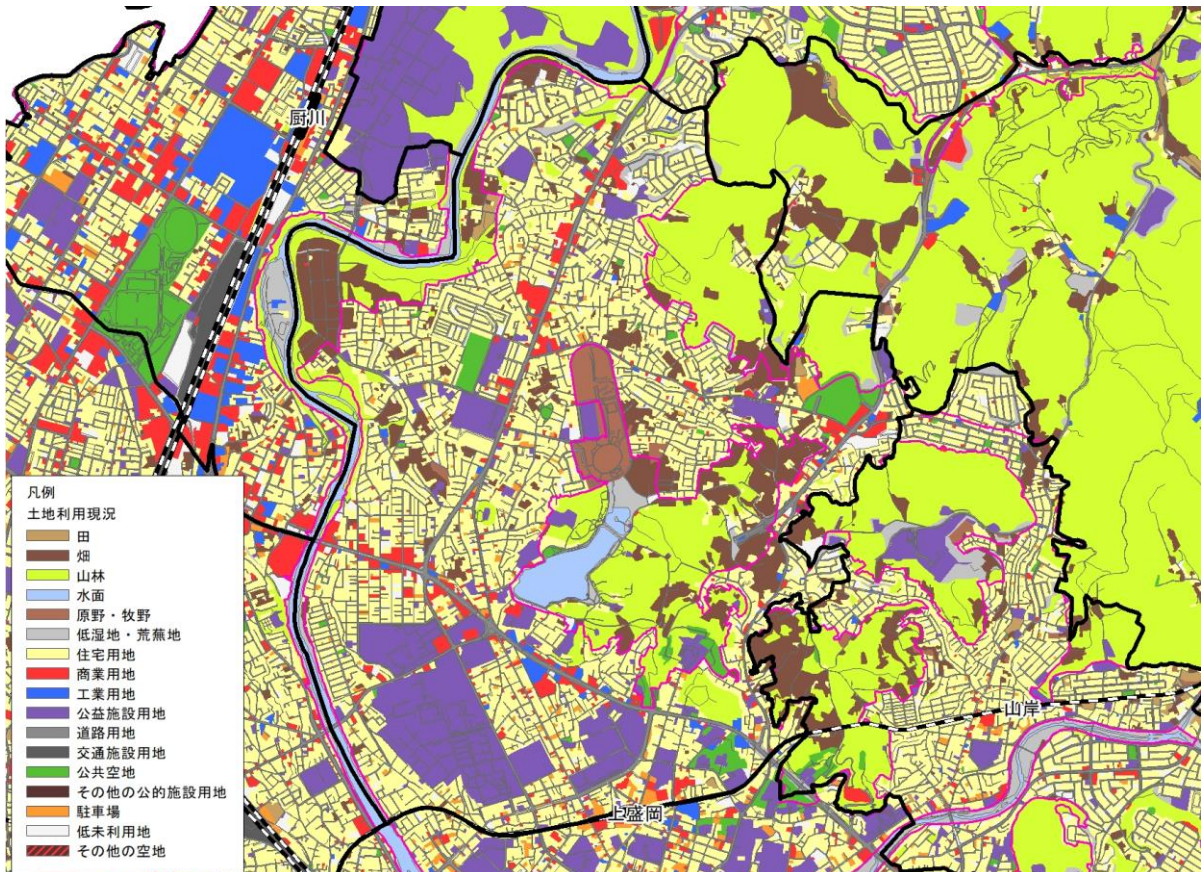 厨川
凡例
土地利用現況
田
畑
山林
水面
原野・牧野
低湿地・荒蕪地
住宅用地
商業用地
工業用地
公益施設用地
道路用地
交通施設用地
公共空地
その他の公的施設用地
駐車場
低未利用地
その他の空地
山岸
上盛岡